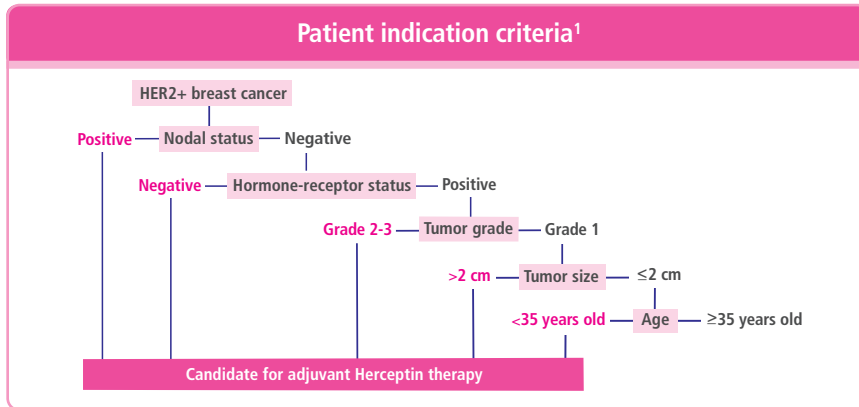 Patient indication criteria¹
HER2+ breast cancer
Positive Nodal status Negative
Negative Hormone-receptor status Positive
Grade 2-3 Tumor grade Grade 1
>2 cm Tumor size ≤2 cm
<35 years old Age ≥35 years old
Candidate for adjuvant Herceptin therapy